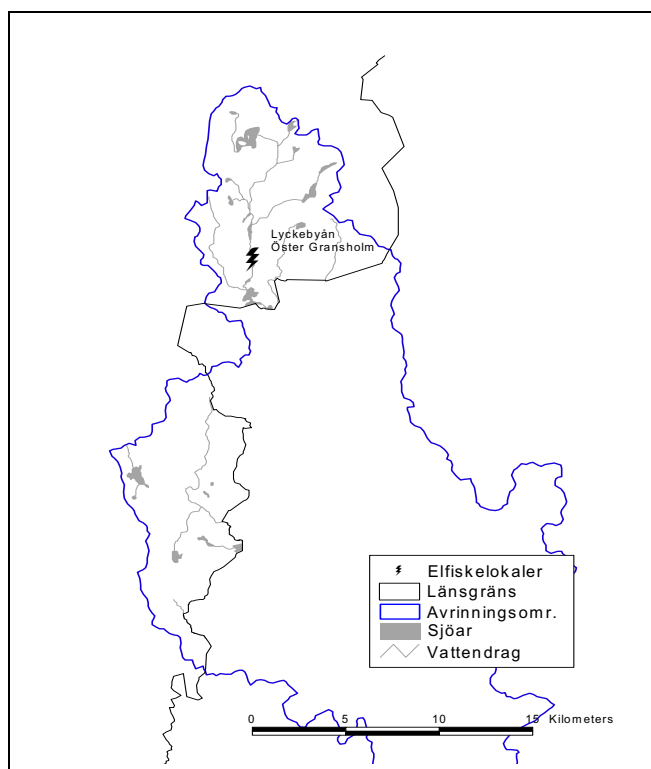 Lyckebyån
Öster Gransholm
Elfiskelokaler
Länsgräns
Avrinningsomr.
Sjöar
Vattendrag
0 5 10 15 Kilometers